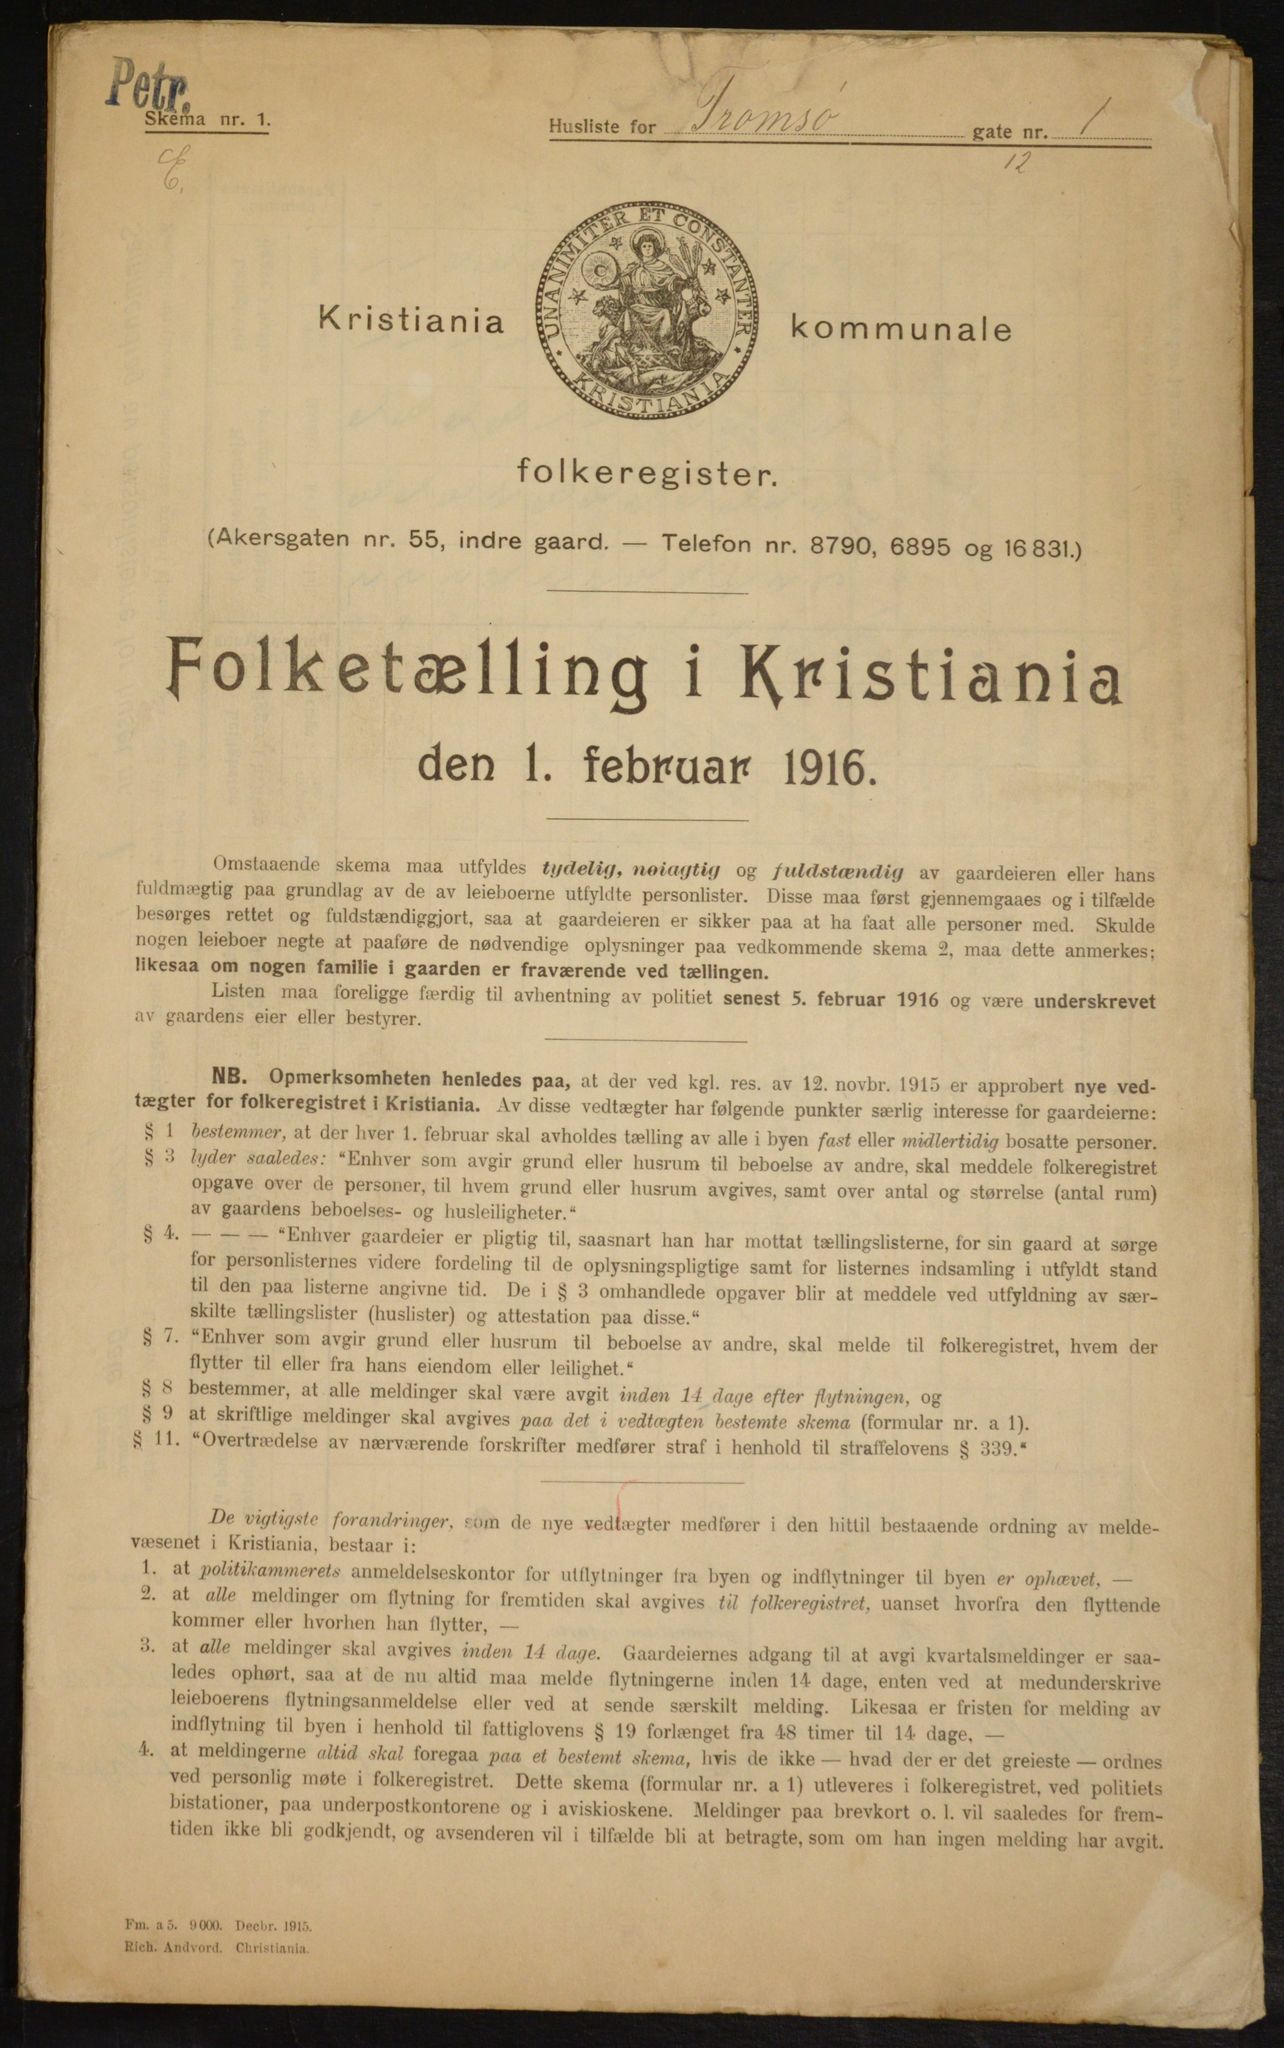 Petr.
Skema nr. 1.
E.
Husliste for Tromsø gate nr. 1
12
UNANIMITER ET CONSTANTER
KRISTIANIA
Kristiania kommunale
folkeregister.
(Akersgaten nr. 55, indre gaard. — Telefon nr. 8790, 6895 og 16831.)
Folketælling i Kristiania
den 1. februar 1916.
Omstaaende skema maa utfyldes tydelig, nøiagtig og fuldstændig av gaardeieren eller hans
fuldmægtig paa grundlag av de av leieboerne utfyldte personlister. Disse maa først gjennemgaaes og i tilfælde
besørges rettet og fuldstændiggjort, saa at gaardeieren er sikker paa at ha faat alle personer med. Skulde
nogen leieboer negte at paaføre de nødvendige oplysninger paa vedkommende skema 2, maa dette anmerkes;
likesaa om nogen familie i gaarden er fraværende ved tællingen.
Listen maa foreligge færdig til avhentning av politiet senest 5. februar 1916 og være underskrevet
av gaardens eier eller bestyrer.
NB. Opmerksomheten henledes paa, at der ved kgl. res. av 12. novbr. 1915 er approbert nye ved-
tægter for folkeregistret i Kristiania. Av disse vedtægter har følgende punkter særlig interesse for gaardeierne:
§ 1 bestemmer, at der hver 1. februar skal avholdes tælling av alle i byen fast eller midlertidig bosatte personer.
§ 3 lyder saaledes: "Enhver som avgir grund eller husrum til beboelse av andre, skal meddele folkeregistret
opgave over de personer, til hvem grund eller husrum avgives, samt over antal og størrelse (antal rum)
av gaardens beboelses- og husleiligheter."
§ 4. — — — "Enhver gaardeier er pligtig til, saasnart han har mottat tællingslisterne, for sin gaard at sørge
for personlisternes videre fordeling til de oplysningspligtige samt for listernes indsamling i utfyldt stand
til den paa listerne angivne tid. De i § 3 omhandlede opgaver blir at meddele ved utfyldning av sær-
skilte tællingslister (huslister) og attestation paa disse."
§ 7. "Enhver som avgir grund eller husrum til beboelse av andre, skal melde til folkeregistret, hvem der
flytter til eller fra hans eiendom eller leilighet."
§ 8 bestemmer, at alle meldinger skal være avgit inden 14 dage efter flytningen, og
§ 9 at skriftlige meldinger skal avgives paa det i vedtægten bestemte skema (formular nr. a 1).
§ 11. "Overtrædelse av nærværende forskrifter medfører straf i henhold til straffelovens § 339."
De vigtigste forandringer, som de nye vedtægter medfører i den hittil bestaaende ordning av melde-
væsenet i Kristiania, bestaar i:
1. at politikammerets anmeldelseskontor for utflytninger fra byen og indflytninger til byen er ophævet, —
2. at alle meldinger om flytning for fremtiden skal avgives til folkeregistret, uanset hvorfra den flyttende
kommer eller hvorhen han flytter, —
3. at alle meldinger skal avgives inden 14 dage. Gaardeiernes adgang til at avgi kvartalsmeldinger er saa-
ledes ophørt, saa at de nu altid maa melde flytningerne inden 14 dage, enten ved at medunderskrive
leieboerens flytningsanmeldelse eller ved at sende særskilt melding. Likesaa er fristen for melding av
indflytning til byen i henhold til fattiglovens § 19 forlænget fra 48 timer til 14 dage, —
4. at meldingerne altid skal foregaa paa et bestemt skema, hvis de ikke — hvad der er det greieste — ordnes
ved personlig møte i folkeregistret. Dette skema (formular nr. a 1) utleveres i folkeregistret, ved politiets
bistationer, paa underpostkontorene og i aviskioskene. Meldinger paa brevkort o. l. vil saaledes for frem-
tiden ikke bli godkjendt, og avsenderen vil i tilfælde bli at betragte, som om han ingen melding har avgit.
Fm. a 5. 9000. Decbr. 1915.
Rich. Andvord. Christiania.